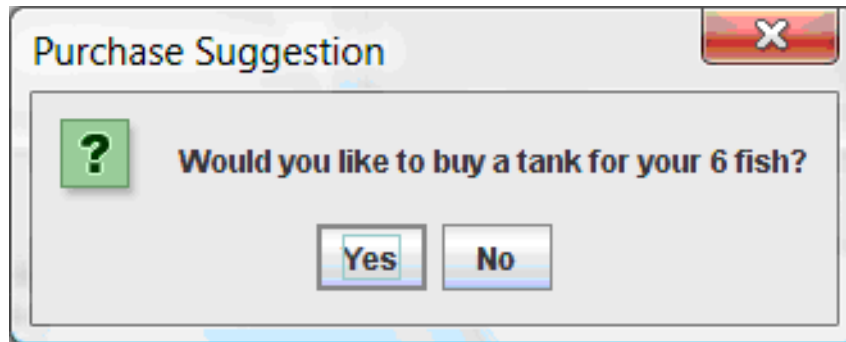 Purchase Suggestion
?
Would you like to buy a tank for your 6 fish?
Yes No